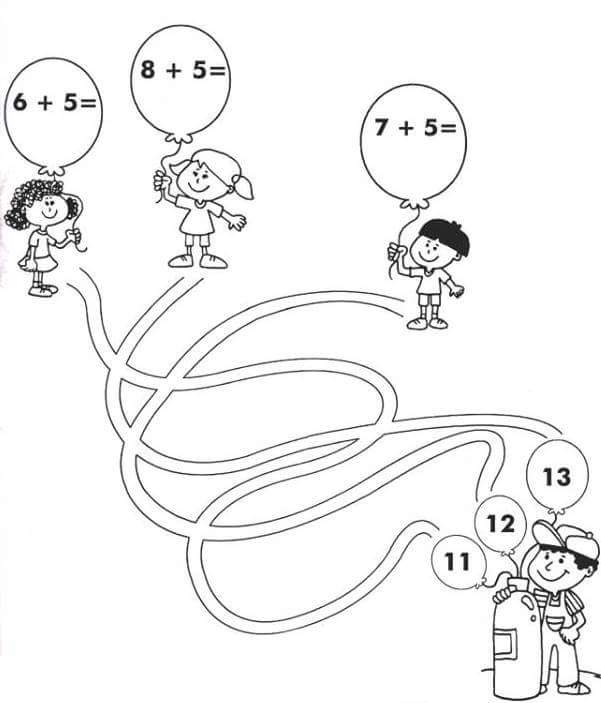 6 + 5=
8 + 5=
7 + 5=
13
12
11